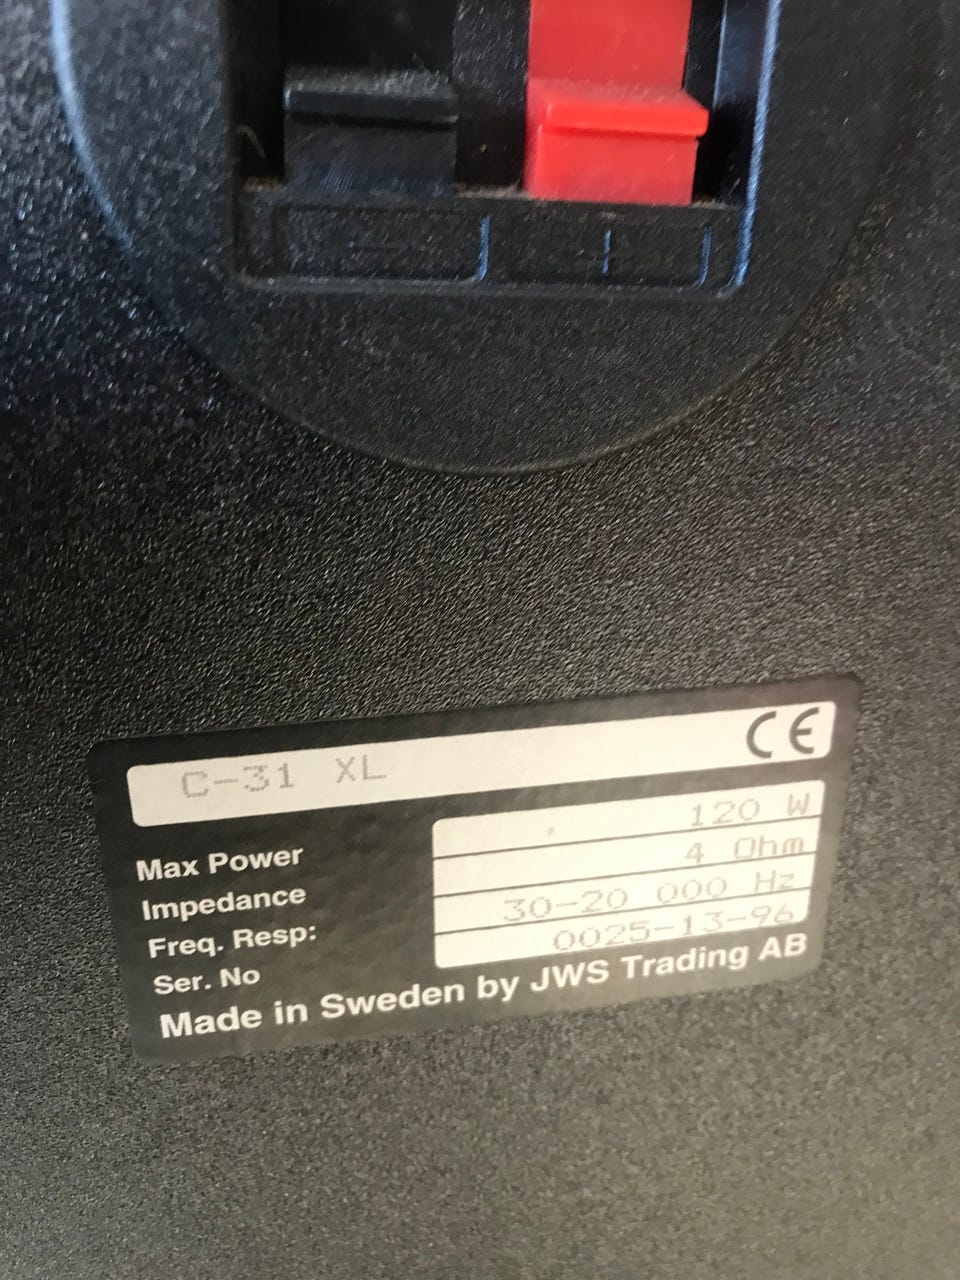 − +
C-31 XL CE
Max Power 120 W
Impedance 4 Ohm
Freq. Resp: 30-20 000 Hz
Ser. No 0025-13-96
Made in Sweden by JWS Trading AB